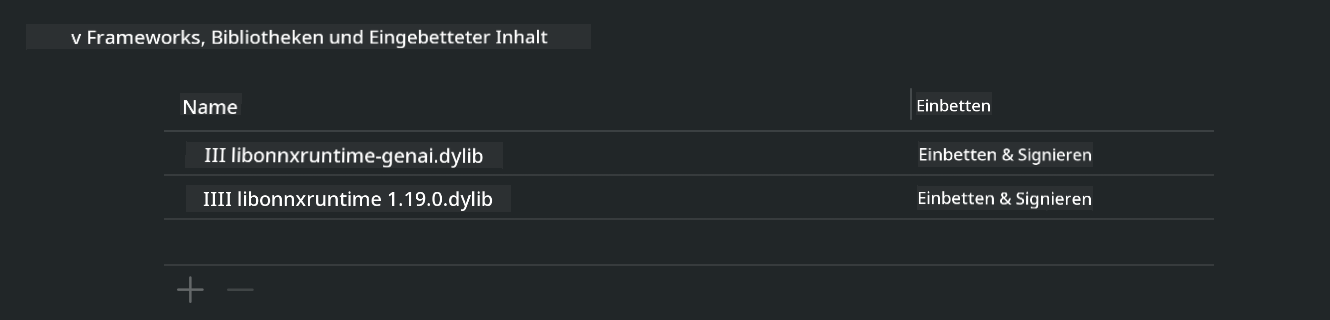 v Frameworks, Bibliotheken und Eingebetteter Inhalt
Name Einbetten
III libonnxruntime-genai.dylib Einbetten & Signieren
IIII libonnxruntime 1.19.0.dylib Einbetten & Signieren